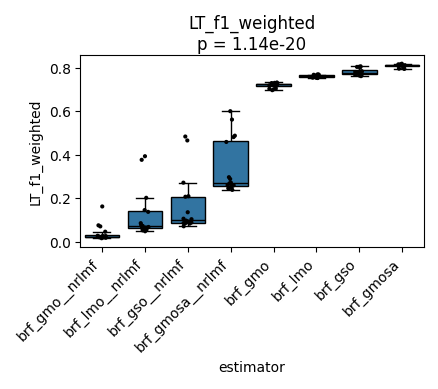 LT_f1_weighted
p = 1.14e-20
LT_f1_weighted
0.8
0.6
0.4
0.2
0.0
brf_gmo__nrlmf
brf_lmo__nrlmf
brf_gso__nrlmf
brf_gmosa__nrlmf
brf_gmo
brf_lmo
brf_gso
brf_gmosa
estimator